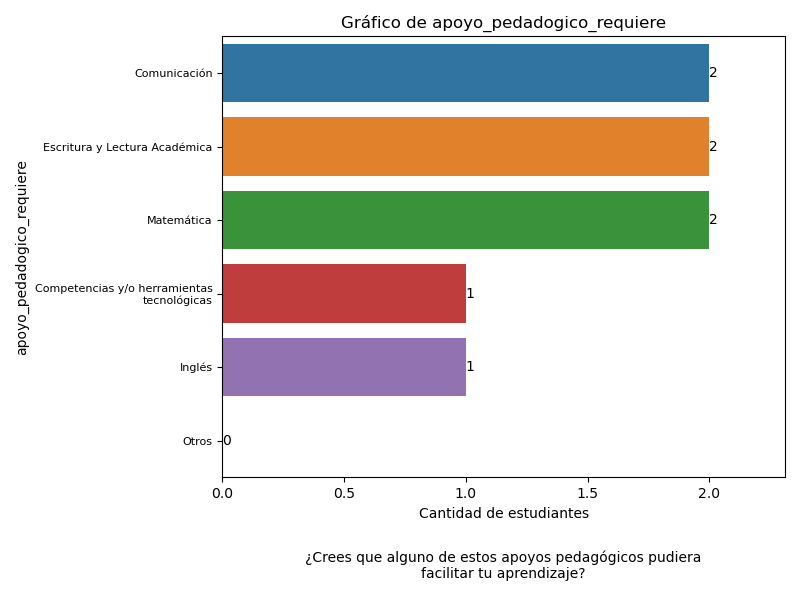 Gráfico de apoyo_pedadogico_requiere
apoyo_pedadogico_requiere
Comunicación
2
Escritura y Lectura Académica
2
Matemática
2
Competencias y/o herramientas
tecnológicas
1
Inglés
1
Otros
0
0.0 0.5 1.0 1.5 2.0
Cantidad de estudiantes
¿Crees que alguno de estos apoyos pedagógicos pudiera
facilitar tu aprendizaje?